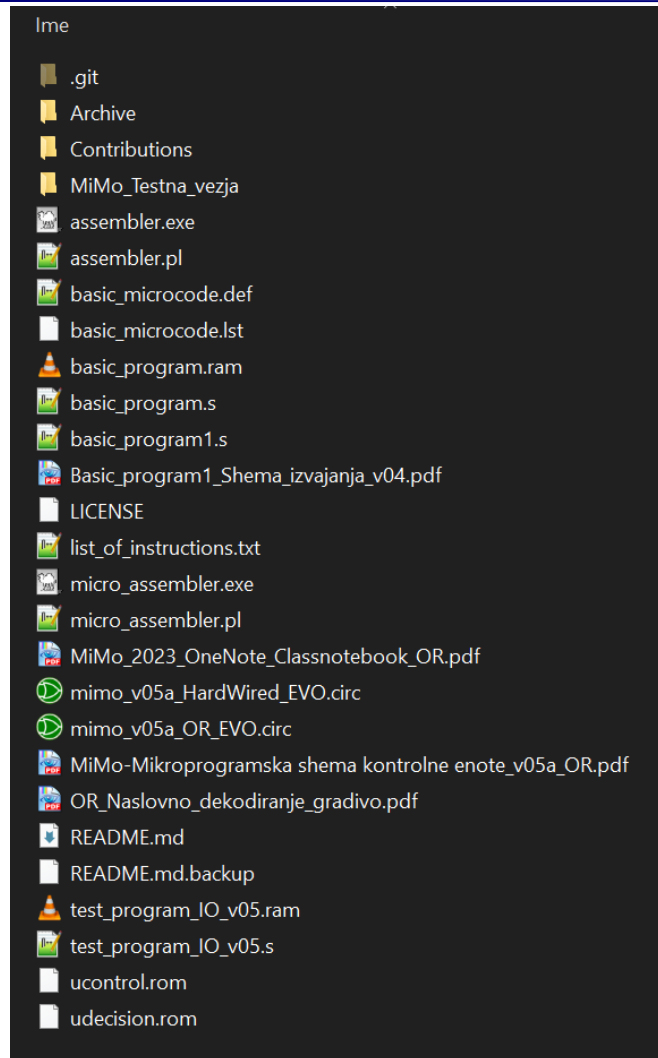 Ime
.git
Archive
Contributions
MiMo_Testna_vezja
assembler.exe
assembler.pl
basic_microcode.def
basic_microcode.lst
basic_program.ram
basic_program.s
basic_program1.s
Basic_program1_Shema_izvajanja_v04.pdf
LICENSE
list_of_instructions.txt
micro_assembler.exe
micro_assembler.pl
MiMo_2023_OneNote_Classnotebook_OR.pdf
mimo_v05a_HardWired_EVO.circ
mimo_v05a_OR_EVO.circ
MiMo-Mikroprogramska shema kontrolne enote_v05a_OR.pdf
OR_Naslovno_dekodiranje_gradivo.pdf
README.md
README.md.backup
test_program_IO_v05.ram
test_program_IO_v05.s
ucontrol.rom
udecision.rom